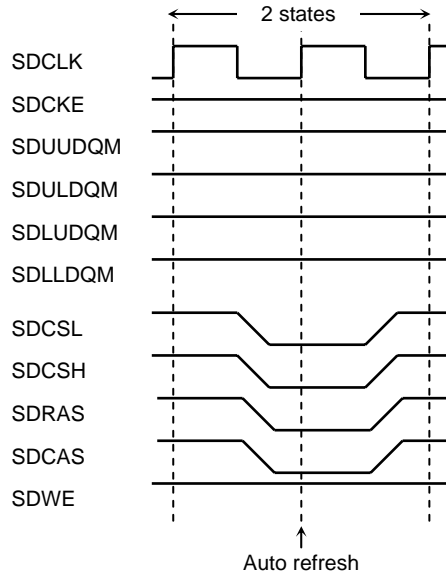 2 states
SDCLK
SDCKE
SDUUDQM
SDULDQM
SDLUDQM
SDLLDQM
SDCSL
SDCSH
SDRAS
SDCAS
SDWE
Auto refresh